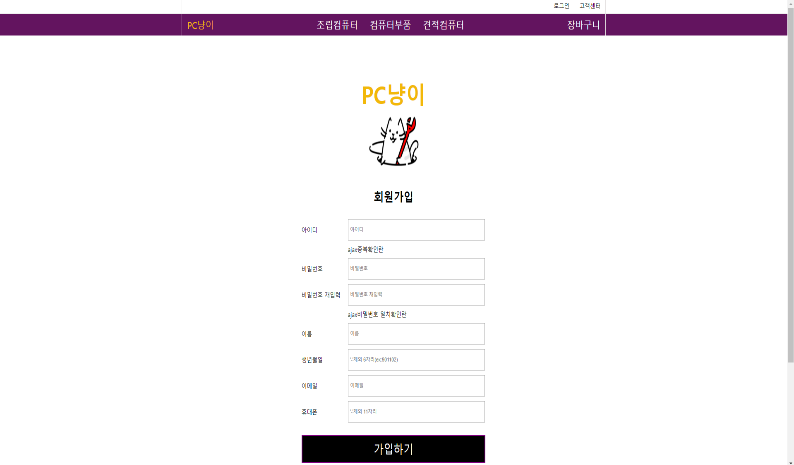 로그인 고객센터
PC냥이 조립컴퓨터 컴퓨터부품 견적컴퓨터 장바구니
PC냥이
회원가입
아이디 아이디
ajax중복확인란
비밀번호 비밀번호
비밀번호 재입력 비밀번호 재입력
ajax비밀번호 일치확인란
이름 이름
생년월일
이메일 이메일
휴대폰
가입하기